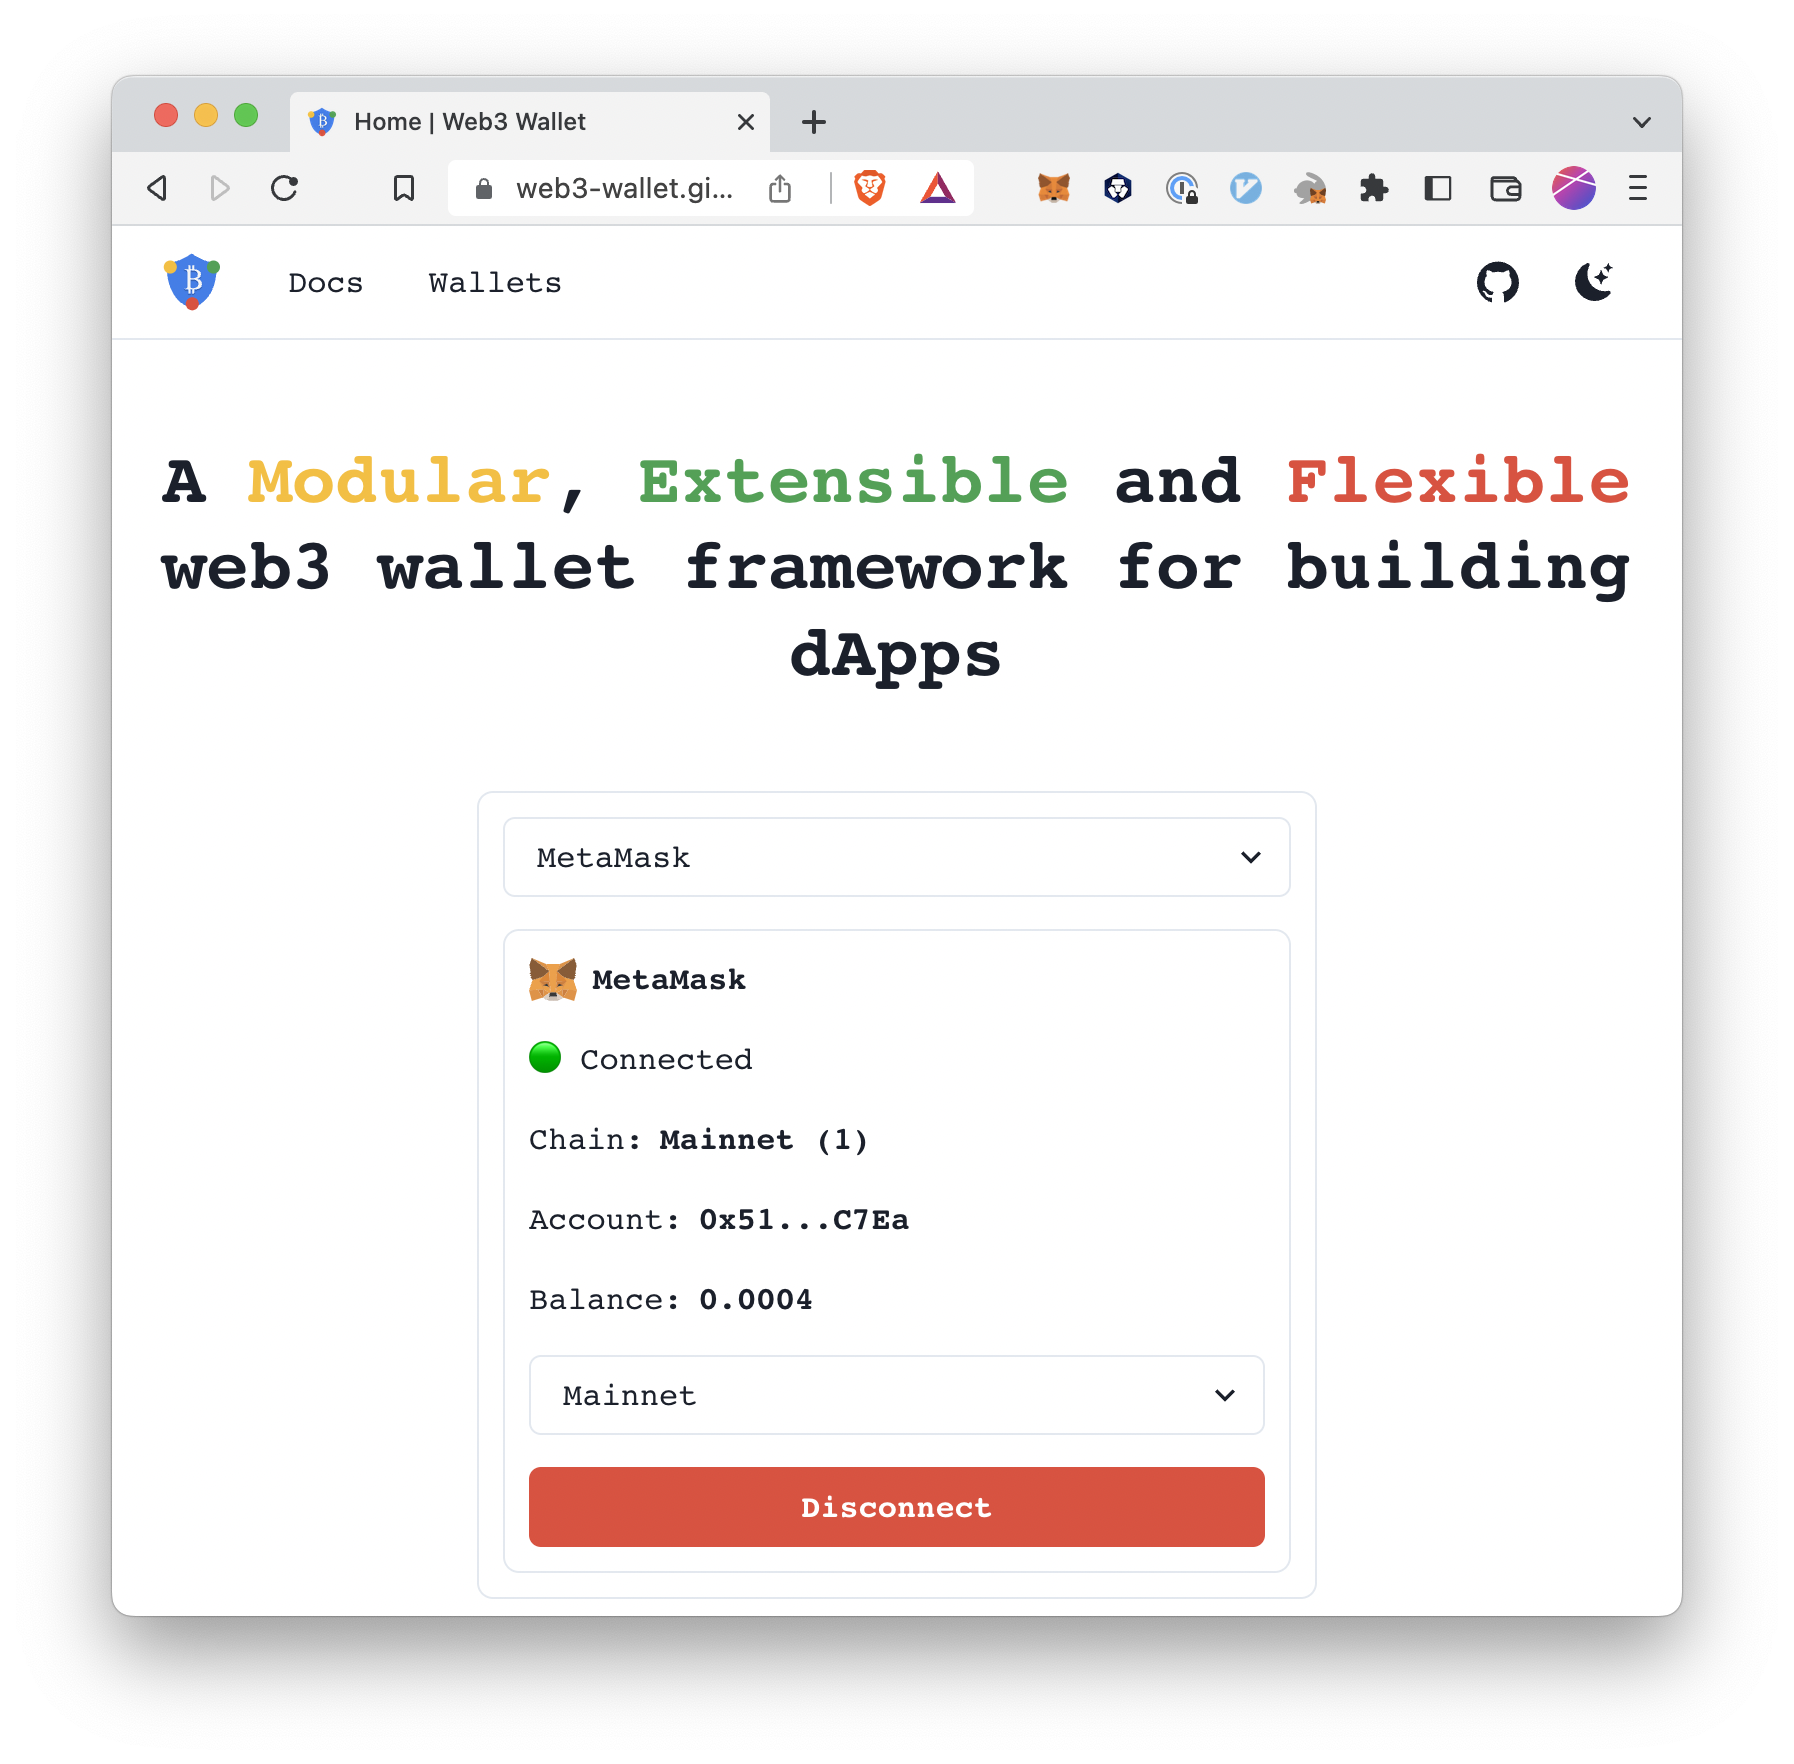 Home | Web3 Wallet
web3-wallet.gi...
Docs Wallets
A Modular, Extensible and Flexible
web3 wallet framework for building
dApps
MetaMask
MetaMask
Connected
Chain: Mainnet (1)
Account: 0x51...C7Ea
Balance: 0.0004
Mainnet
Disconnect